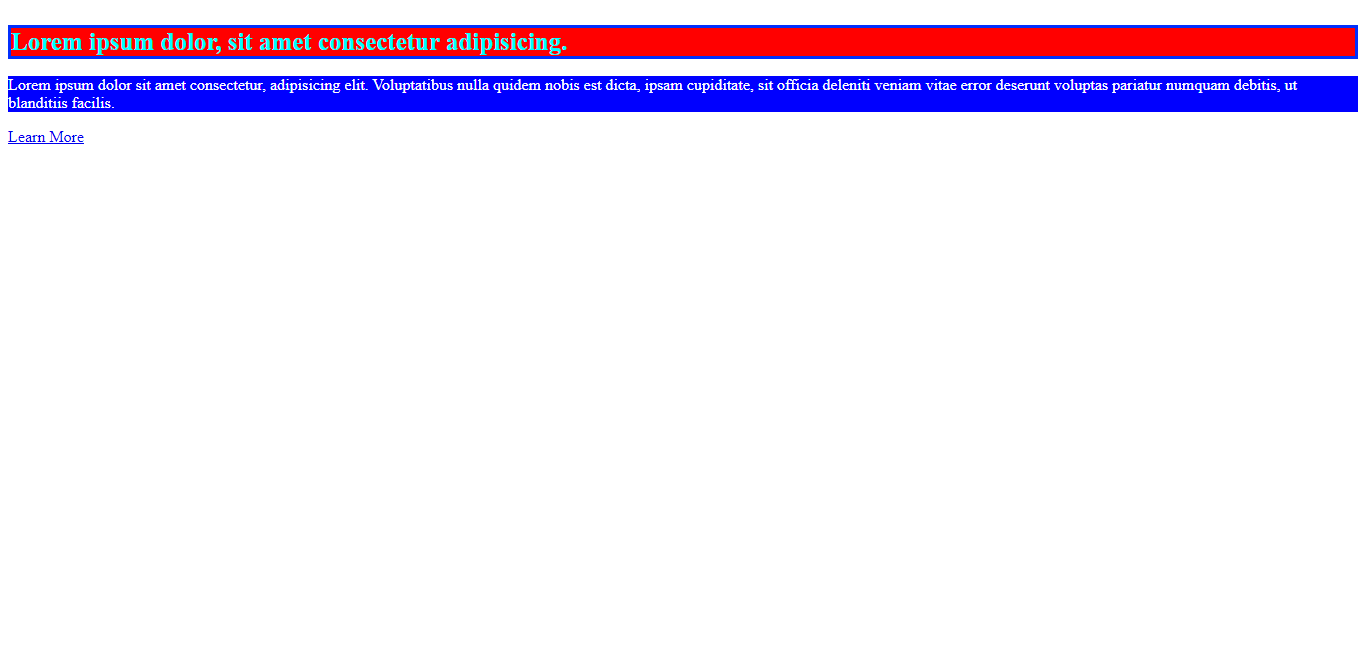 Lorem ipsum dolor, sit amet consectetur adipisicing.
Lorem ipsum dolor sit amet consectetur, adipisicing elit. Voluptatibus nulla quidem nobis est dicta, ipsam cupiditate, sit officia deleniti veniam vitae error deserunt voluptas pariatur numquam debitis, ut
blanditiis facilis.
Learn More